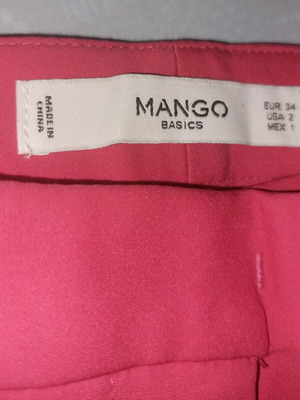 MADE IN
CHINA
MANGO
BASICS
EUR 34
USA 2
MEX 1